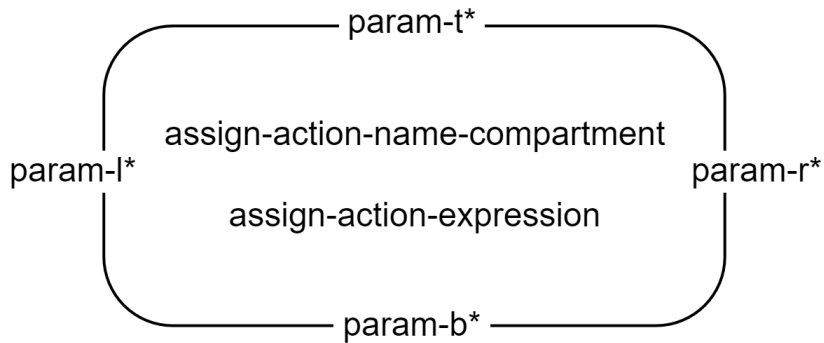 param-t*
assign-action-name-compartment
param-l*
param-r*
assign-action-expression
param-b*